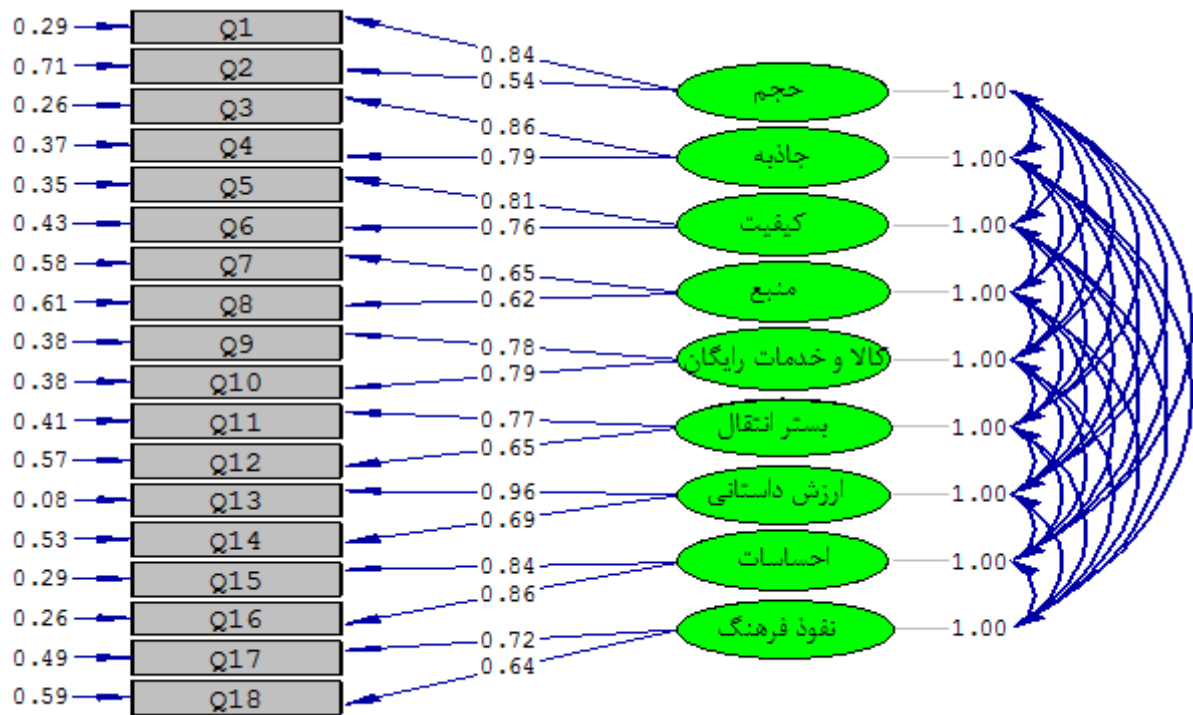 0.29 Q1
0.71 Q2
0.26 Q3
0.37 Q4
0.35 Q5
0.43 Q6
0.58 Q7
0.61 Q8
0.38 Q9
0.38 Q10
0.41 Q11
0.57 Q12
0.08 Q13
0.53 Q14
0.29 Q15
0.26 Q16
0.49 Q17
0.59 Q18
0.84
0.54
0.86
0.79
0.81
0.76
0.65
0.62
0.78
0.79
0.77
0.65
0.96
0.69
0.84
0.86
0.72
0.64
حجم 1.00
جاذبه 1.00
کیفیت 1.00
منبع 1.00
کالا و خدمات رایگان 1.00
بستر انتقال 1.00
ارزش داستانی 1.00
احساسات 1.00
نفوذ فرهنگ 1.00